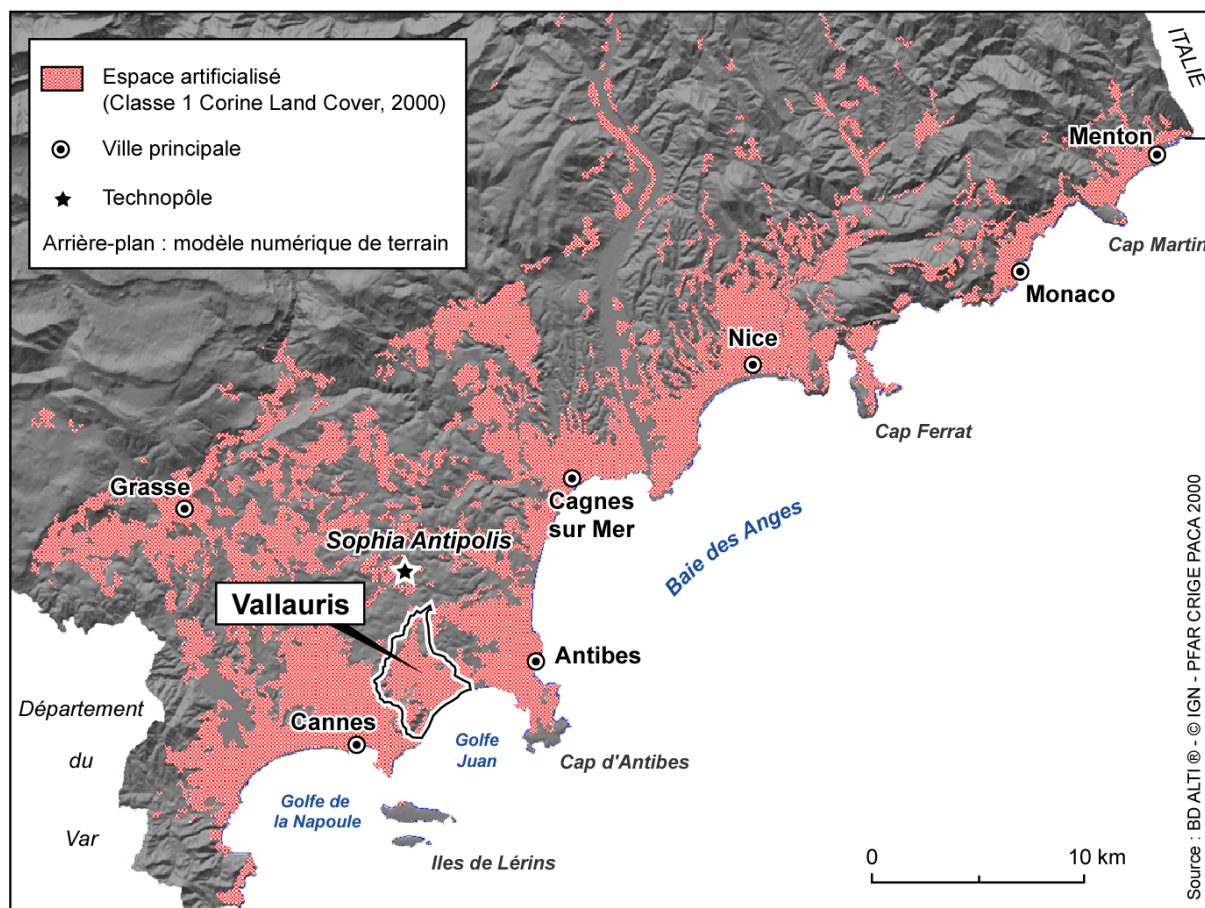 Espace artificialisé
(Classe 1 Corine Land Cover, 2000)
Ville principale
Technopôle
Arrière-plan : modèle numérique de terrain
ITALIE
Menton
Cap Martin
Monaco
Nice
Cap Ferrat
Grasse
Cagnes
sur Mer
Sophia Antipolis
Baie des Anges
Vallauris
Antibes
Département
du
Var
Cannes
Golfe
Juan
Cap d'Antibes
Golfe de
la Napoule
Iles de Lérins
0 10 km
Source : BD ALTI ® - © IGN - PFAR CRIGE PACA 2000